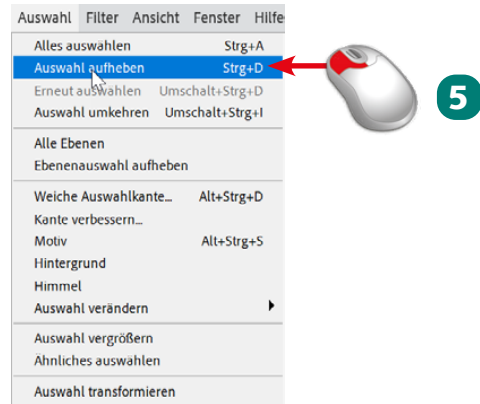 Auswahl Filter Ansicht Fenster Hilfe
Alles auswählen Strg+A
Auswahl aufheben Strg+D
Erneut auswählen Umschalt+Strg+D
Auswahl umkehren Umschalt+Strg+I
Alle Ebenen
Ebenenauswahl aufheben
Weiche Auswahlkante... Alt+Strg+D
Kante verbessern...
Motiv Alt+Strg+S
Hintergrund
Himmel
Auswahl verändern
Auswahl vergrößern
Ähnliches auswählen
Auswahl transformieren
5